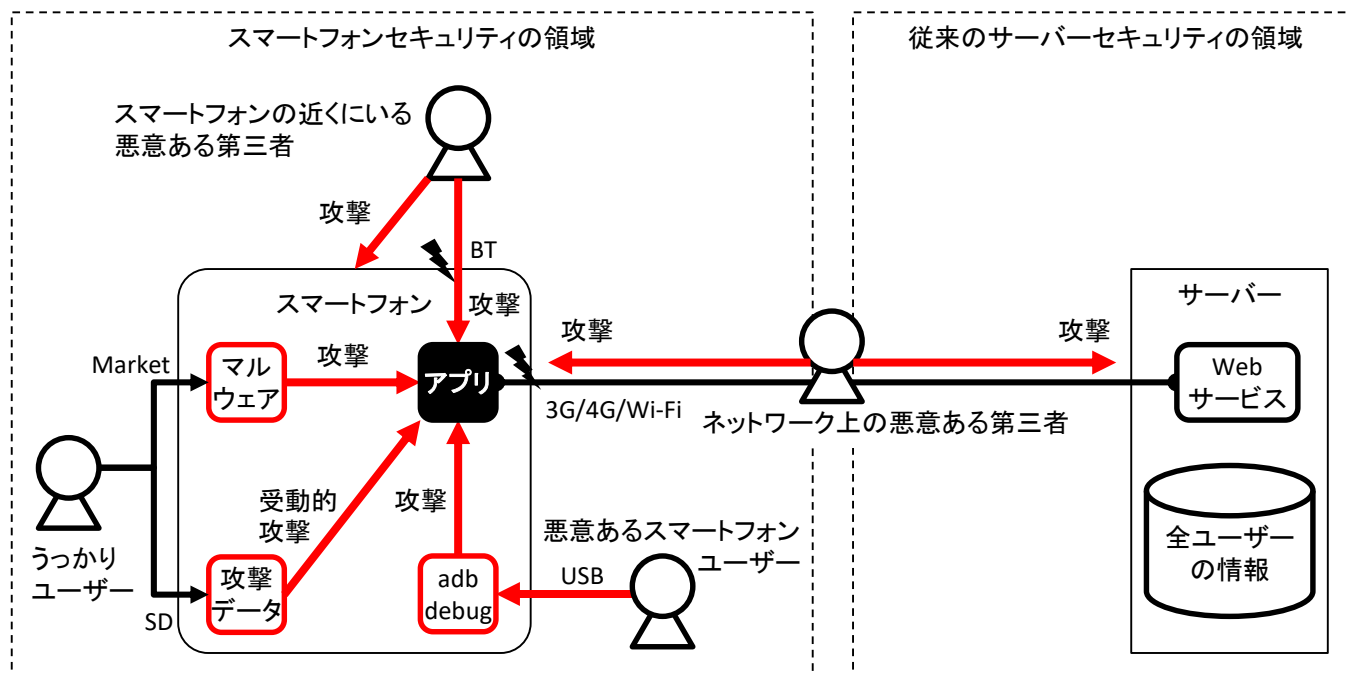 スマートフォンセキュリティの領域
従来のサーバーセキュリティの領域
スマートフォンの近くにいる
悪意ある第三者
攻撃
BT
スマートフォン
攻撃
サーバー
Market
マル
ウェア
攻撃
アプリ
攻撃
攻撃
3G/4G/Wi-Fi
ネットワーク上の悪意ある第三者
Web
サービス
うっかり
ユーザー
SD
受動的
攻撃
攻撃
データ
攻撃
adb
debug
悪意あるスマートフォン
ユーザー
USB
全ユーザー
の情報